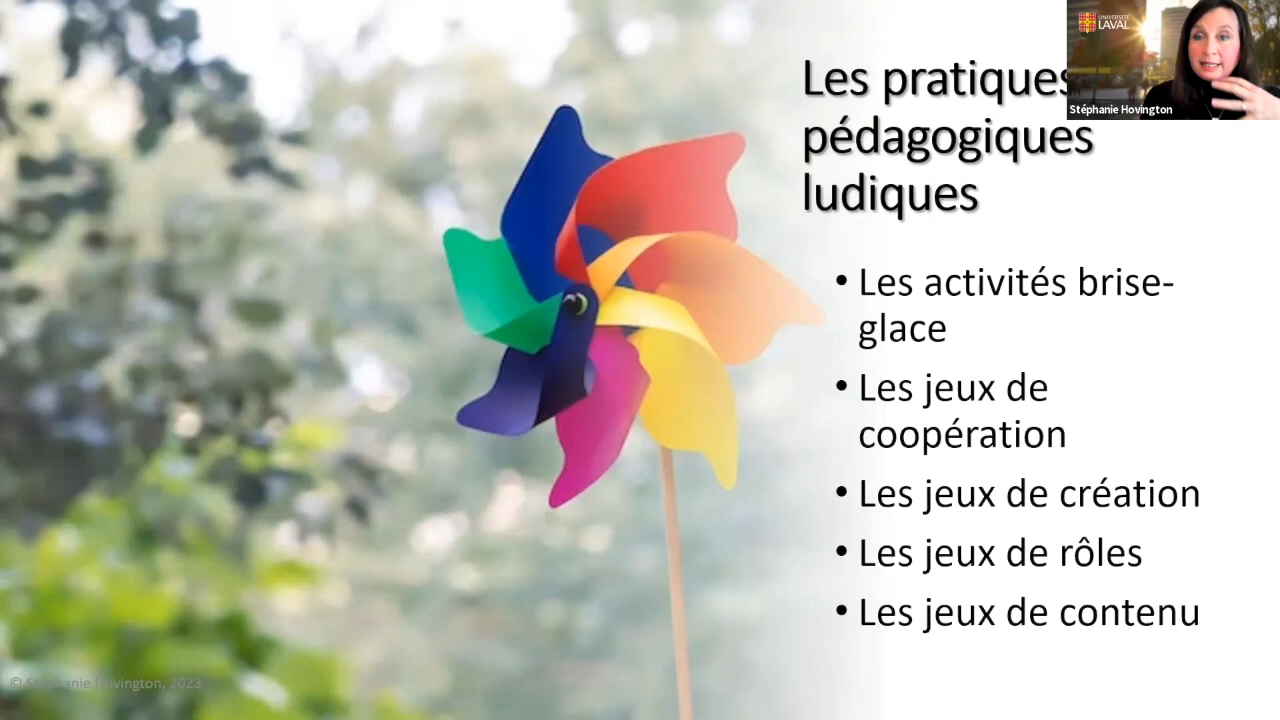 UNIVERSITÉ
LAVAL
Stéphanie Hovington
Les pratiques
pédagogiques
ludiques
• Les activités brise-
glace
• Les jeux de
coopération
• Les jeux de création
• Les jeux de rôles
• Les jeux de contenu
© Stéphanie Hovington, 2023